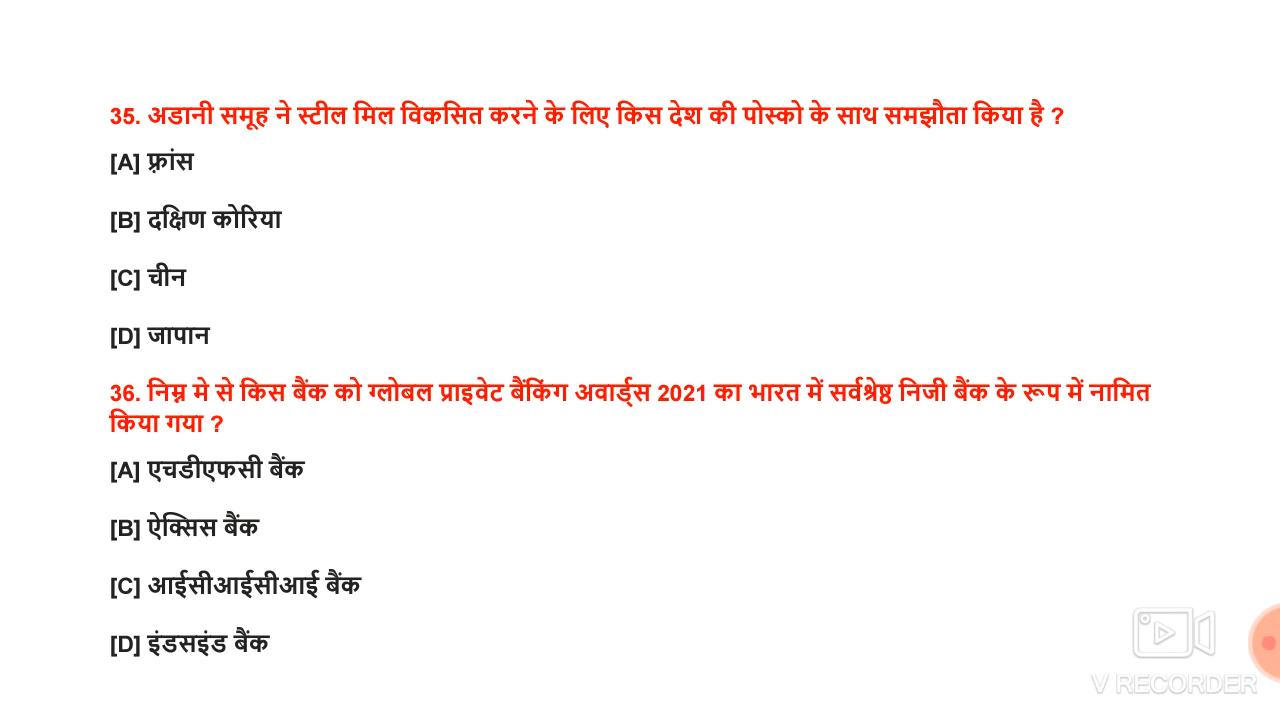 35. अडानी समूह ने स्टील मिल विकसित करने के लिए किस देश की पोस्को के साथ समझौता किया है ?
[A] फ़्रांस
[B] दक्षिण कोरिया
[C] चीन
[D] जापान
36. निम्न मे से किस बैंक को ग्लोबल प्राइवेट बैंकिंग अवार्ड्स 2021 का भारत में सर्वश्रेष्ठ निजी बैंक के रूप में नामित
किया गया ?
[A] एचडीएफसी बैंक
[B] ऐक्सिस बैंक
[C] आईसीआईसीआई बैंक
[D] इंडसइंड बैंक
V RECORDER